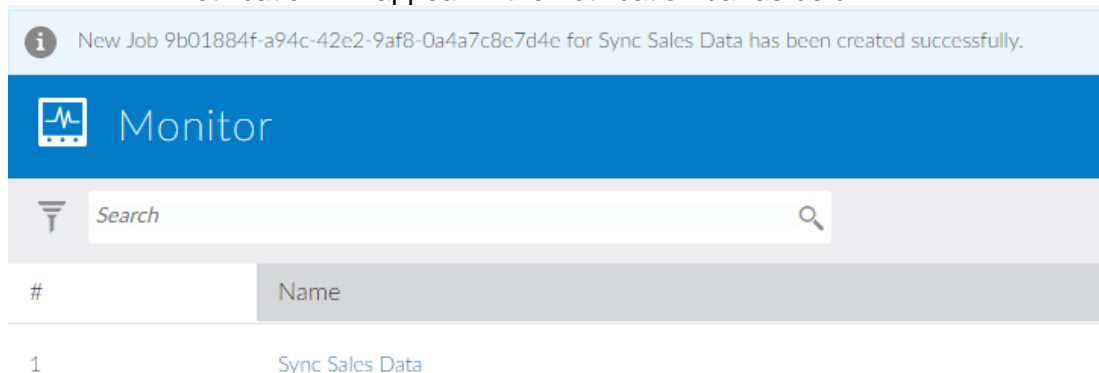 New Job 9b01884f-a94c-42e2-9af8-0a4a7c8e7d4e for Sync Sales Data has been created successfully.
Monitor
Search
# Name
1 Sync Sales Data